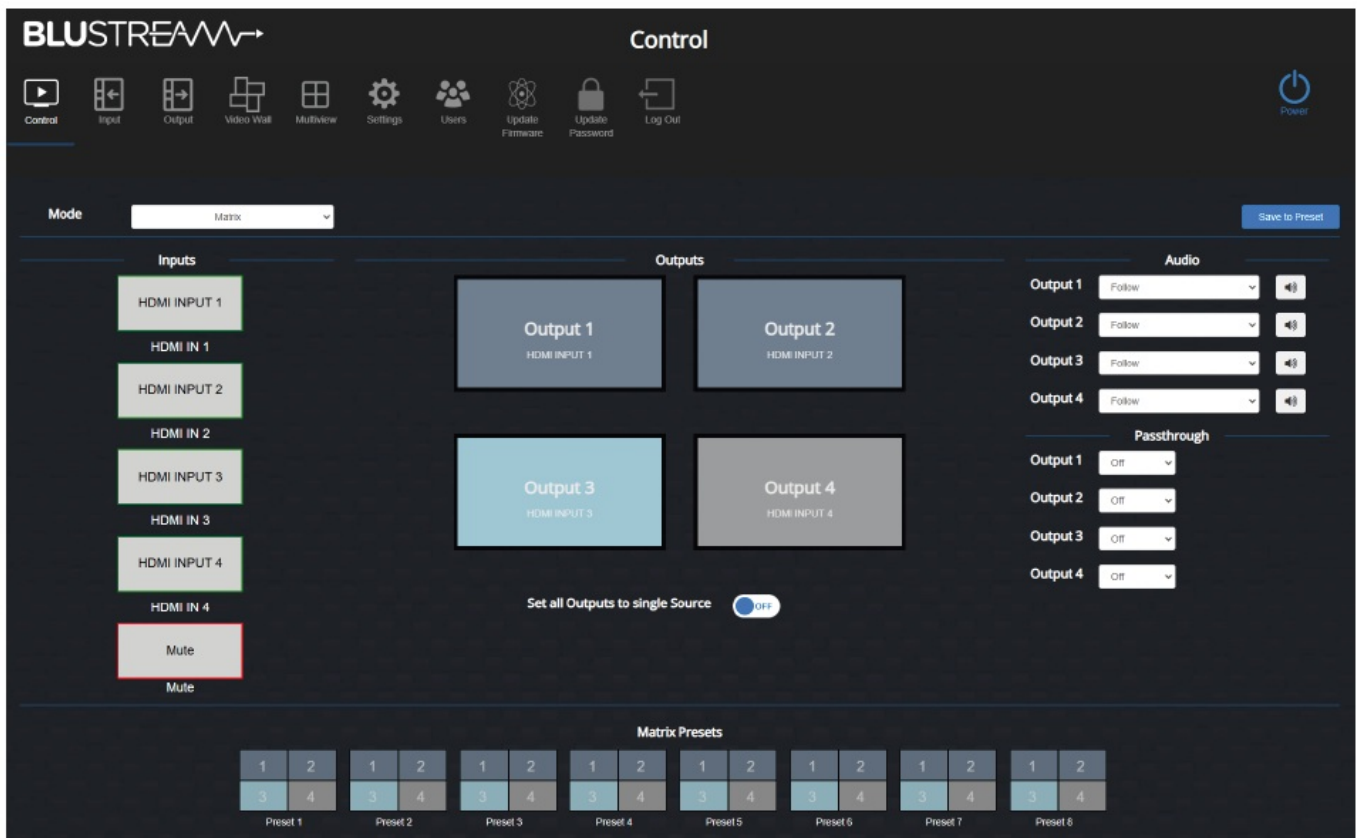 BLUSTREAM
Control
Control
Input
Output
Video Wall
Multiview
Settings
Users
Update
Firmware
Update
Password
Log Out
Power
Mode
Matrix
Save to Preset
Inputs
HDMI INPUT 1
HDMI IN 1
HDMI INPUT 2
HDMI IN 2
HDMI INPUT 3
HDMI IN 3
HDMI INPUT 4
HDMI IN 4
Mute
Mute
Outputs
Output 1
HDMI INPUT 1
Output 2
HDMI INPUT 2
Output 3
HDMI INPUT 3
Output 4
HDMI INPUT 4
Set all Outputs to single Source
OFF
Audio
Output 1 Follow
Output 2 Follow
Output 3 Follow
Output 4 Follow
Passthrough
Output 1 Off
Output 2 Off
Output 3 Off
Output 4 Off
Matrix Presets
1 2
3 4
Preset 1
1 2
3 4
Preset 2
1 2
3 4
Preset 3
1 2
3 4
Preset 4
1 2
3 4
Preset 5
1 2
3 4
Preset 6
1 2
3 4
Preset 7
1 2
3 4
Preset 8